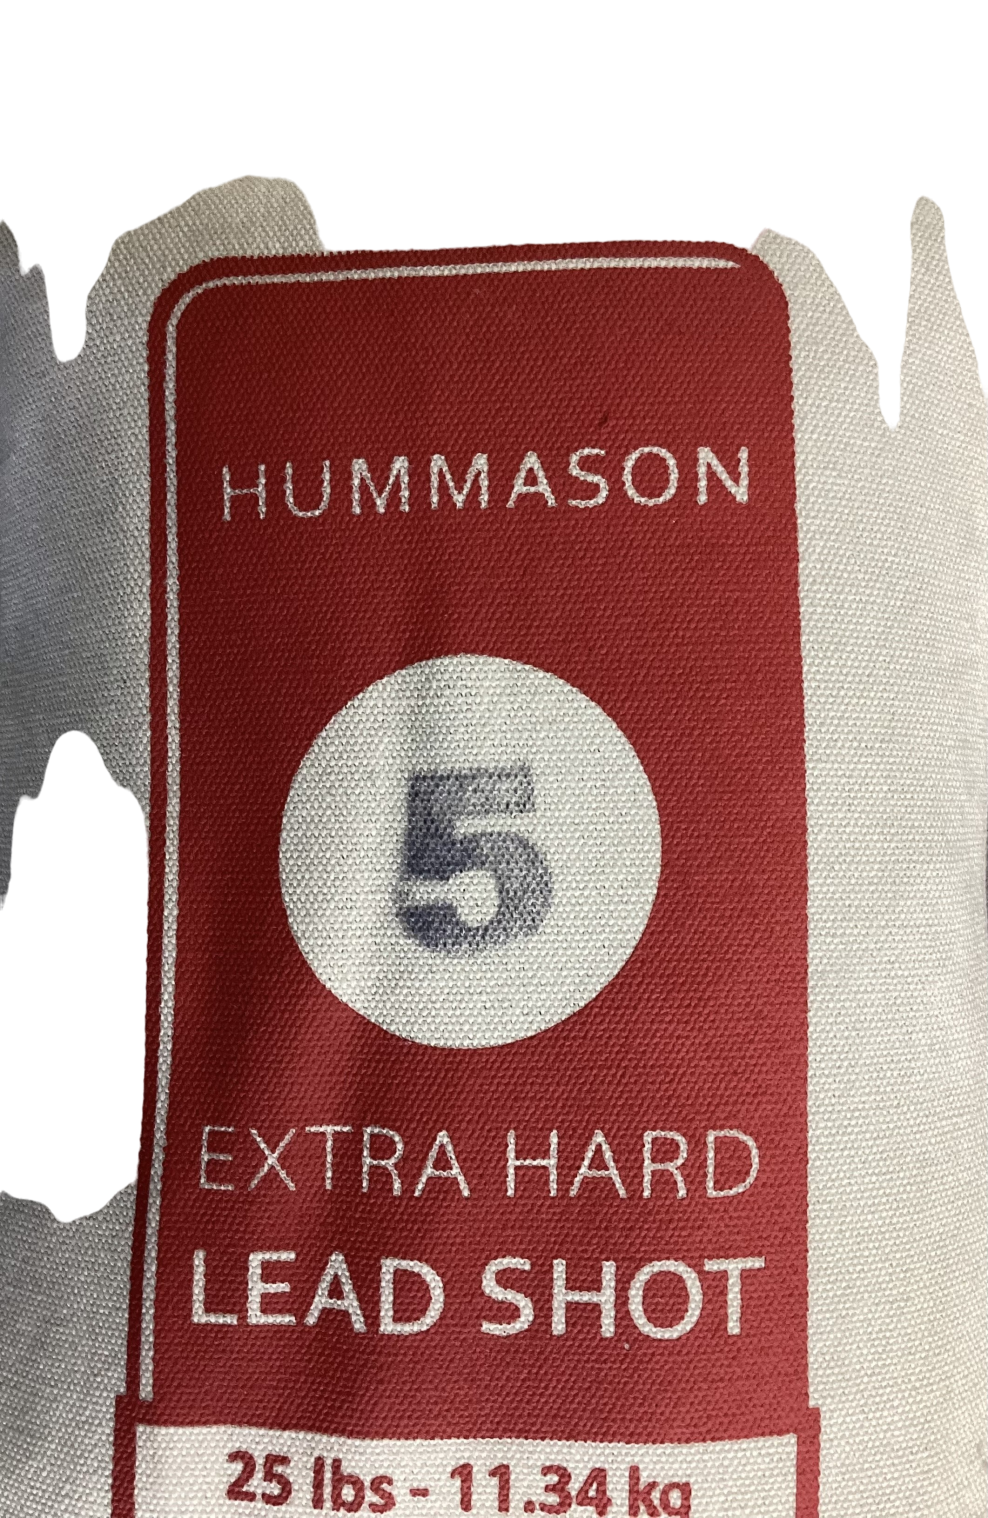 HUMMASON
5
EXTRA HARD
LEAD SHOT
25 lbs - 11.34 kg